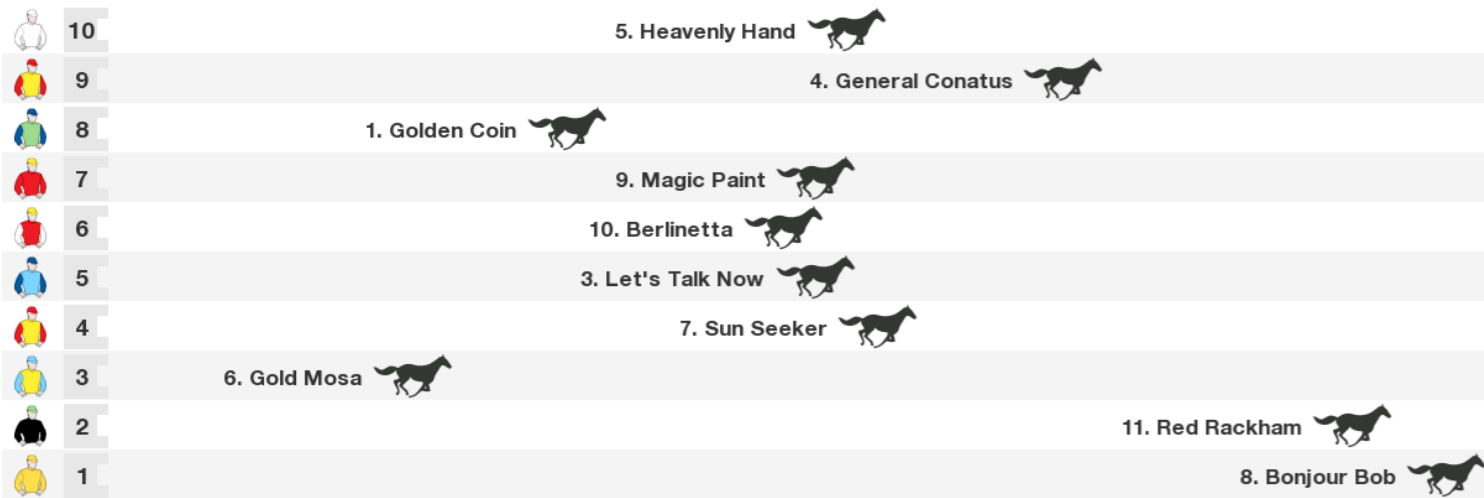 10 5. Heavenly Hand
9 4. General Conatus
8 1. Golden Coin
7 9. Magic Paint
6 10. Berlinetta
5 3. Let's Talk Now
4 7. Sun Seeker
3 6. Gold Mosa
2 11. Red Rackham
1 8. Bonjour Bob